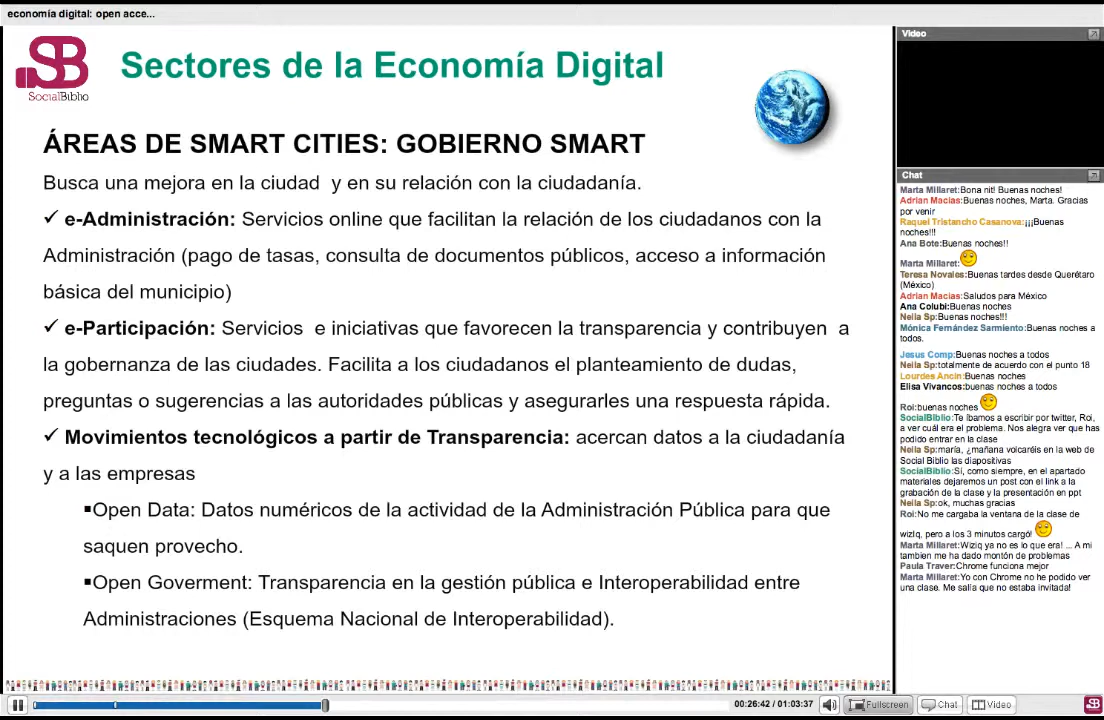 economía digital: open acce...
SB
SocialBiblio
Sectores de la Economía Digital
ÁREAS DE SMART CITIES: GOBIERNO SMART
Busca una mejora en la ciudad y en su relación con la ciudadanía.
✓ e-Administración: Servicios online que facilitan la relación de los ciudadanos con la
Administración (pago de tasas, consulta de documentos públicos, acceso a información
básica del municipio)
✓ e-Participación: Servicios e iniciativas que favorecen la transparencia y contribuyen a
la gobernanza de las ciudades. Facilita a los ciudadanos el planteamiento de dudas,
preguntas o sugerencias a las autoridades públicas y asegurarles una respuesta rápida.
✓ Movimientos tecnológicos a partir de Transparencia: acercan datos a la ciudadanía
y a las empresas
▪Open Data: Datos numéricos de la actividad de la Administración Pública para que
saquen provecho.
▪Open Goverment: Transparencia en la gestión pública e Interoperabilidad entre
Administraciones (Esquema Nacional de Interoperabilidad).
Video
Chat
Marta Millaret:Bona nit! Buenas noches!
Adrian Macias:Buenas noches, Marta. Gracias
por venir
Raquel Tristancho Casanova:¡¡¡Buenas
noches!!!
Ana Bote:Buenas noches!!
Marta Millaret:
Teresa Novales:Buenas tardes desde Querétaro
(México)
Adrian Macias:Saludos para México
Ana Colubi:Buenas noches
Neila Sp:Buenas noches!!!
Mónica Fernández Sarmiento:Buenas noches a
todos.
Jesus Comp:Buenas noches a todos
Neila Sp:totalmente de acuerdo con el punto 18
Lourdes Ancin:Buenas noches
Elisa Vivancos:buenas noches a todos
Roi:buenas noches
SocialBiblio:Te íbamos a escribir por twitter, Roi,
a ver cuál era el problema. Nos alegra ver que has
podido entrar en la clase
Neila Sp:maría, ¿mañana volcaréis en la web de
Social Biblio las diapositivas
SocialBiblio:Sí, como siempre, en el apartado
materiales dejaremos un post con el link a la
grabación de la clase y la presentación en ppt
Neila Sp:ok, muchas gracias
Roi:No me cargaba la ventana de la clase de
wiziq, pero a los 3 minutos cargó!
Marta Millaret:Wiziq ya no es lo que era! ... A mi
tambien me ha dado montón de problemas
Paula Traver:Chrome funciona mejor
Marta Millaret:Yo con Chrome no he podido ver
una clase. Me salía que no estaba invitada!
00:26:42 / 01:03:37
Fullscreen
Chat
Video
SB